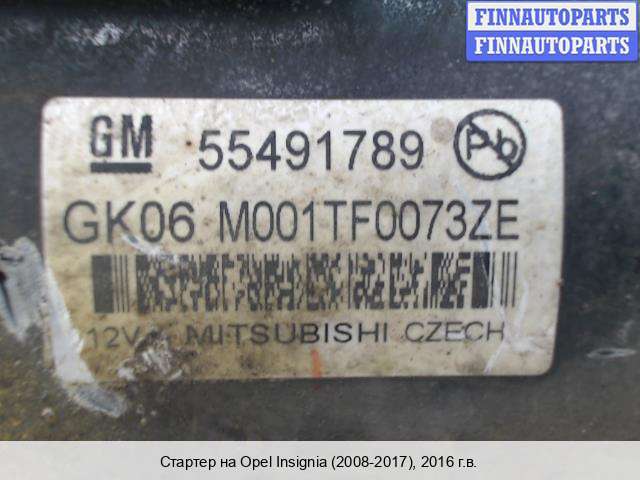 FINNAUTOPARTS
FINNAUTOPARTS
GM 55491789 Pb
GK06 M001TF0073ZE
12V MITSUBISHI CZECH
Стартер на Opel Insignia (2008-2017), 2016 г.в.